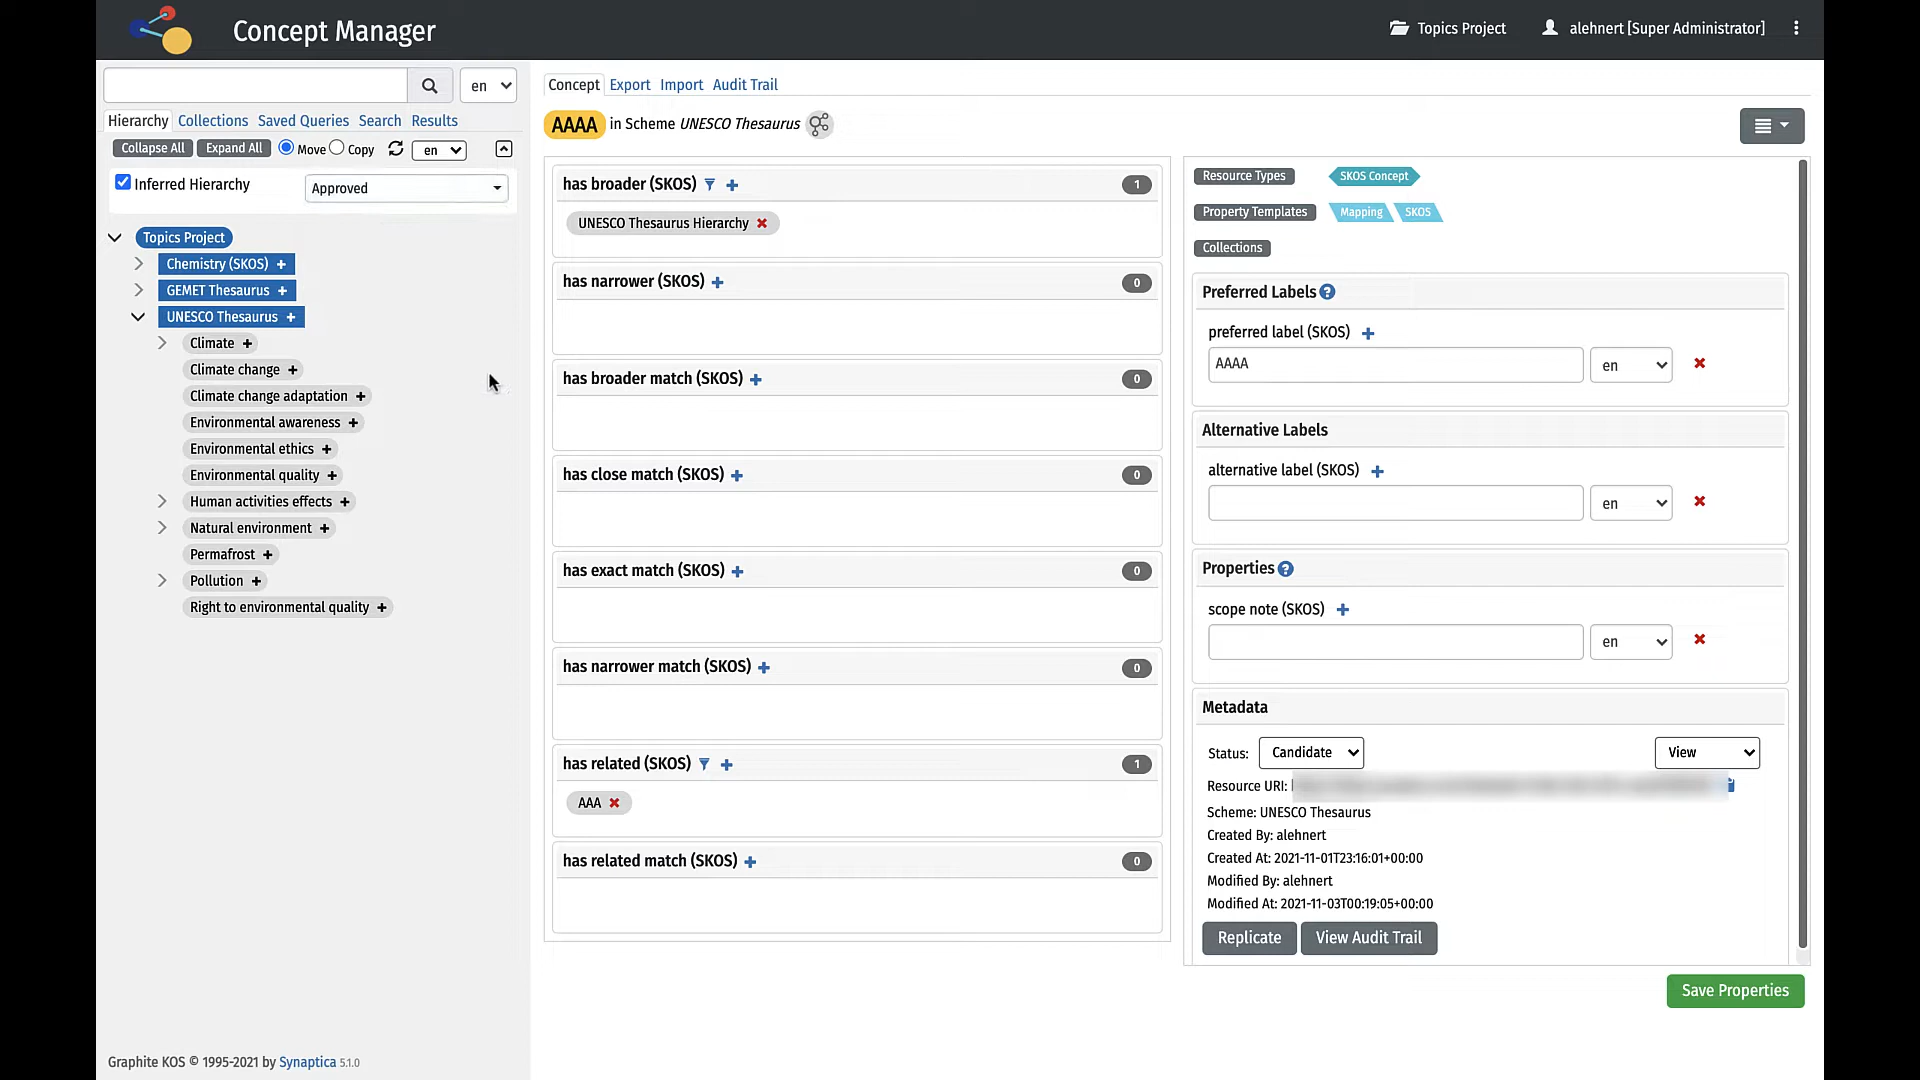 Concept Manager
Topics Project
alehnert [Super Administrator]
en
Hierarchy Collections Saved Queries Search Results
Collapse All Expand All Move Copy en
Inferred Hierarchy Approved
Topics Project
Chemistry (SKOS) +
GEMET Thesaurus +
UNESCO Thesaurus +
Climate +
Climate change +
Climate change adaptation +
Environmental awareness +
Environmental ethics +
Environmental quality +
Human activities effects +
Natural environment +
Permafrost +
Pollution +
Right to environmental quality +
Graphite KOS © 1995-2021 by Synaptica 5.1.0
Concept Export Import Audit Trail
AAAA in Scheme UNESCO Thesaurus
has broader (SKOS) + 1
UNESCO Thesaurus Hierarchy
has narrower (SKOS) + 0
has broader match (SKOS) + 0
has close match (SKOS) + 0
has exact match (SKOS) + 0
has narrower match (SKOS) + 0
has related (SKOS) + 1
AAA
has related match (SKOS) + 0
Resource Types SKOS Concept
Property Templates Mapping SKOS
Collections
Preferred Labels ?
preferred label (SKOS) +
AAAA en
Alternative Labels
alternative label (SKOS) +
en
Properties ?
scope note (SKOS) +
en
Metadata
Status: Candidate View
Resource URI:
Scheme: UNESCO Thesaurus
Created By: alehnert
Created At: 2021-11-01T23:16:01+00:00
Modified By: alehnert
Modified At: 2021-11-03T00:19:05+00:00
Replicate View Audit Trail
Save Properties